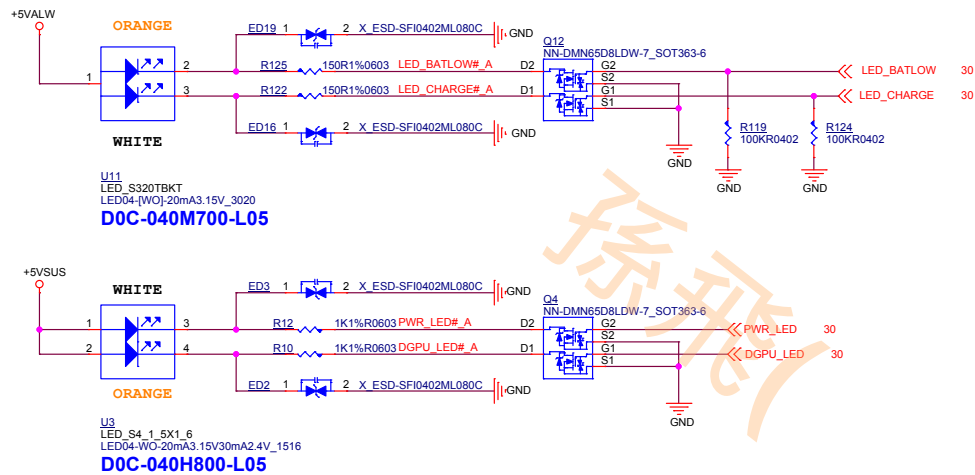 +5VALW
ORANGE
ED19 1 2 X_ESD-SFI0402ML080C
GND
Q12
NN-DMN65D8LDW-7_SOT363-6
1
2 R125 150R1%0603 LED_BATLOW#_A D2 G2 LED_BATLOW 30
S2
3 R122 150R1%0603 LED_CHARGE#_A D1 G1 LED_CHARGE 30
S1
WHITE
ED16 1 2 X_ESD-SFI0402ML080C
GND
R119
100KR0402
R124
100KR0402
GND
GND
GND
U11
LED_S320TBKT
LED04-[WO]-20mA3.15V_3020
D0C-040M700-L05
+5VSUS
WHITE
ED3 1 2 X_ESD-SFI0402ML080C
GND
Q4
NN-DMN65D8LDW-7_SOT363-6
1 3 R12 1K1%R0603 PWR_LED#_A D2 G2 PWR_LED 30
S2
2 4 R10 1K1%R0603 DGPU_LED#_A D1 G1 DGPU_LED 30
S1
ORANGE
ED2 1 2 X_ESD-SFI0402ML080C
GND
GND
U3
LED_S4_1_5X1_6
LED04-WO-20mA3.15V30mA2.4V_1516
D0C-040H800-L05
孫飛(